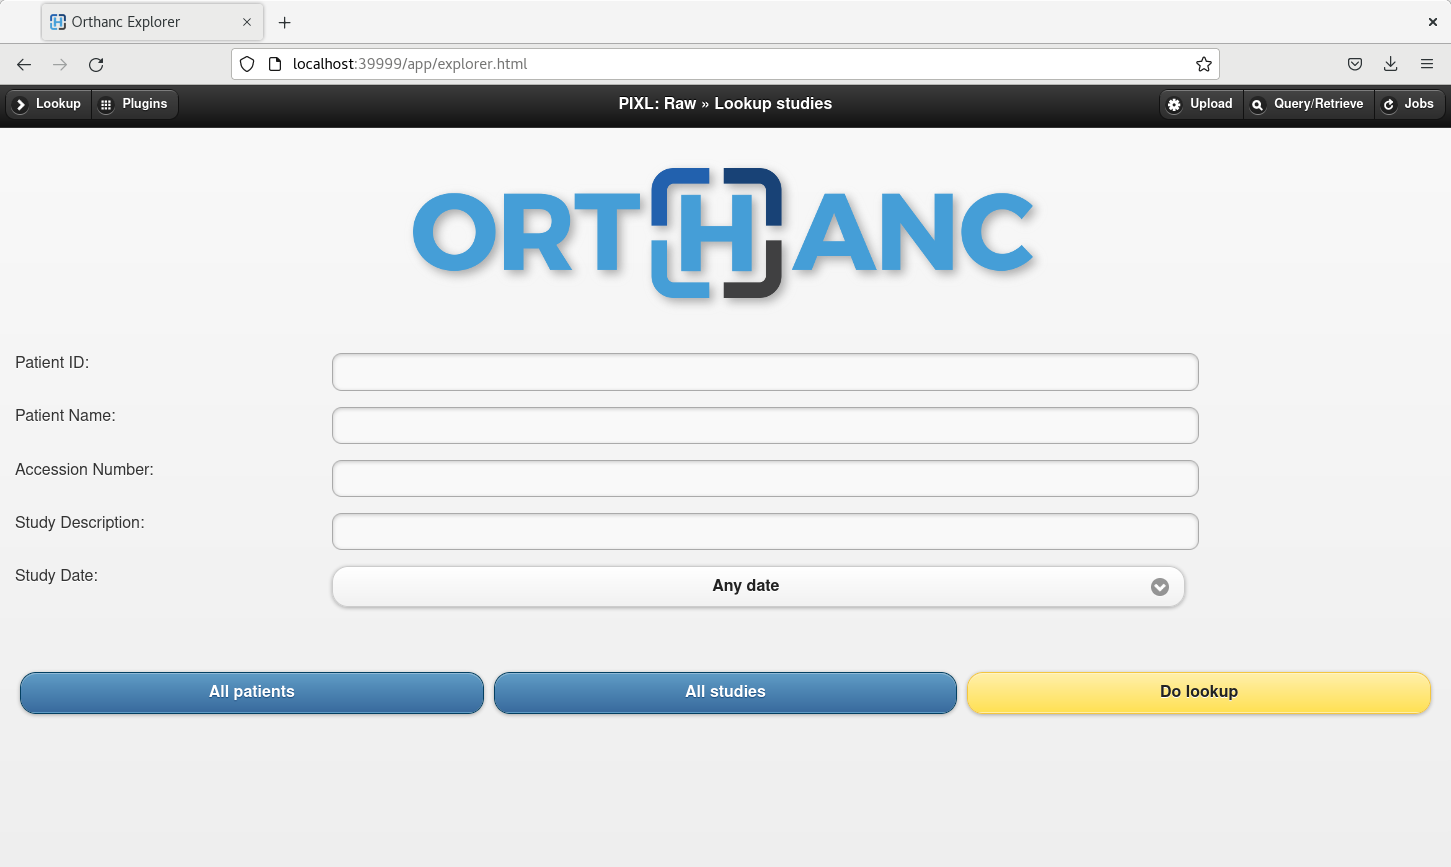 Orthanc Explorer
localhost:39999/app/explorer.html
Lookup Plugins PIXL: Raw » Lookup studies Upload Query/Retrieve Jobs
ORTHANC
Patient ID:
Patient Name:
Accession Number:
Study Description:
Study Date: Any date
All patients All studies Do lookup